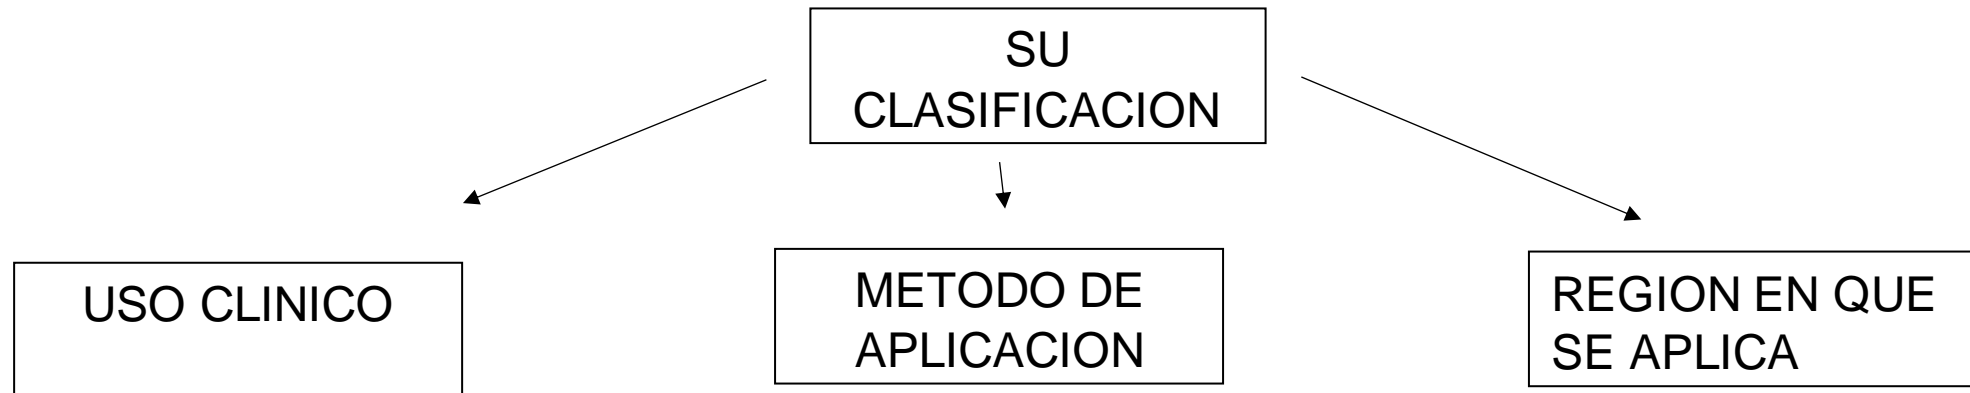 SU
CLASIFICACION
USO CLINICO
METODO DE
APLICACION
REGION EN QUE
SE APLICA